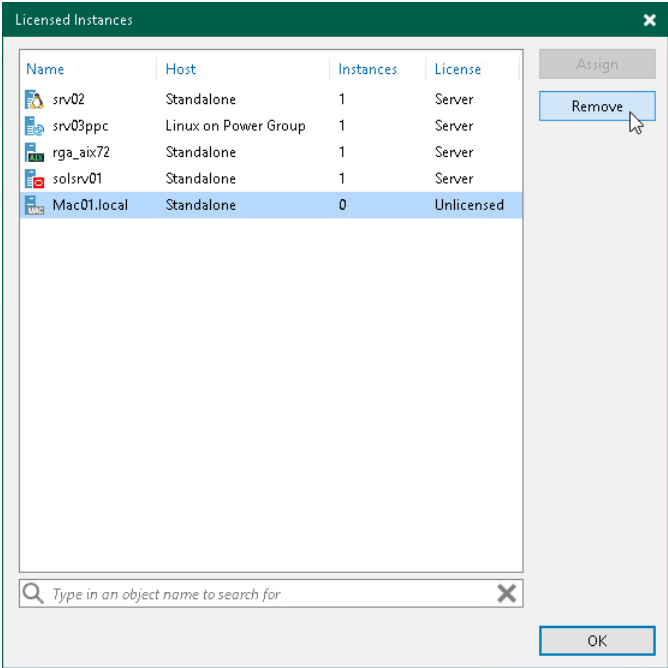 Licensed Instances
Name Host Instances License
srv02 Standalone 1 Server
srv03ppc Linux on Power Group 1 Server
AIX rga_aix72 Standalone 1 Server
solsrv01 Standalone 1 Server
MAC Mac01.local Standalone 0 Unlicensed
Assign
Remove
Type in an object name to search for
OK